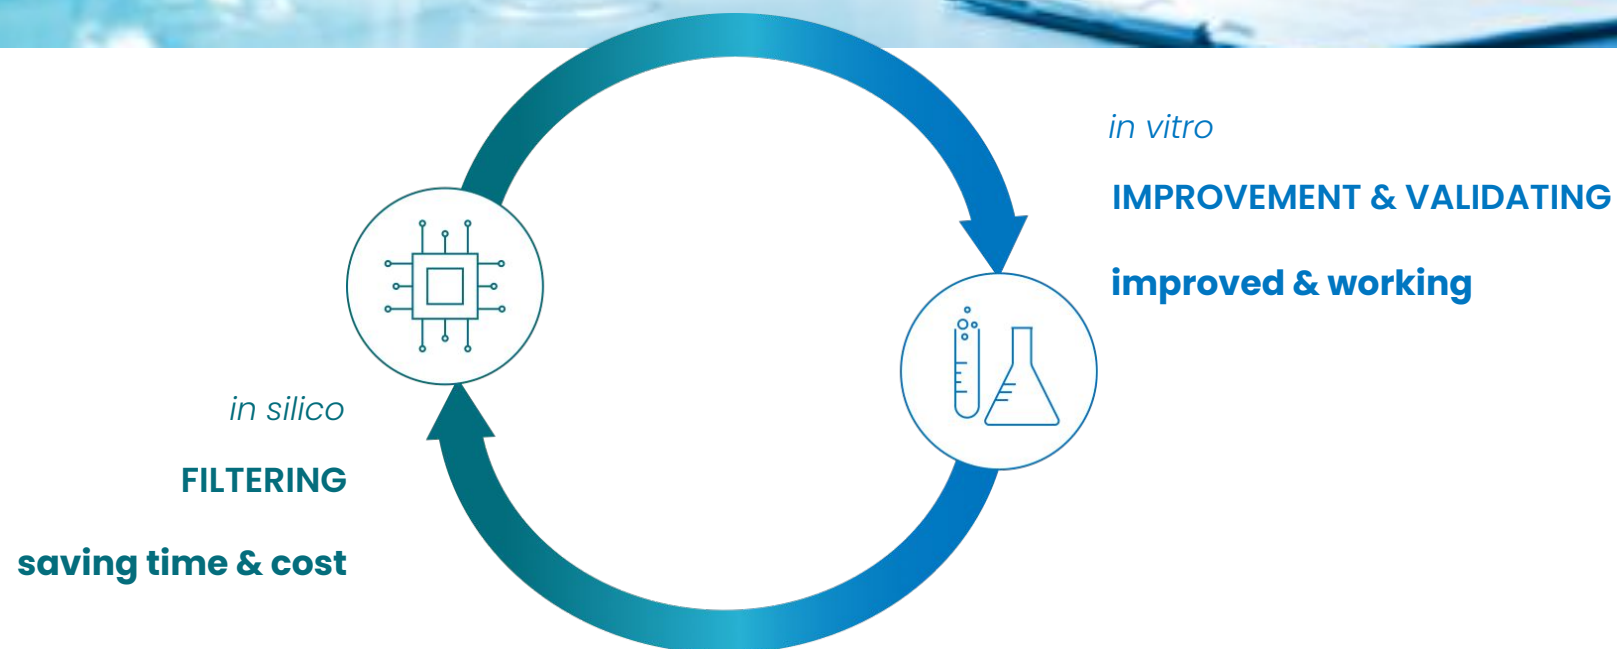 in vitro
IMPROVEMENT & VALIDATING
improved & working
in silico
FILTERING
saving time & cost